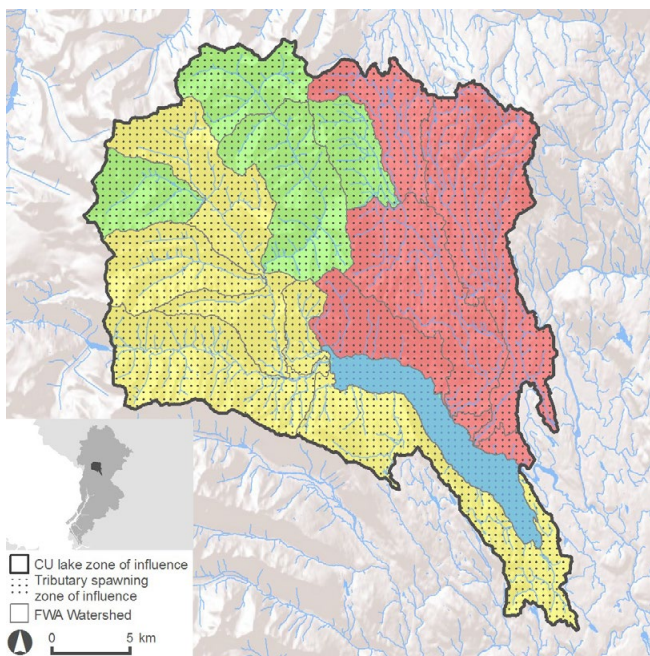 CU lake zone of influence
Tributary spawning
zone of influence
FWA Watershed
0 5 km